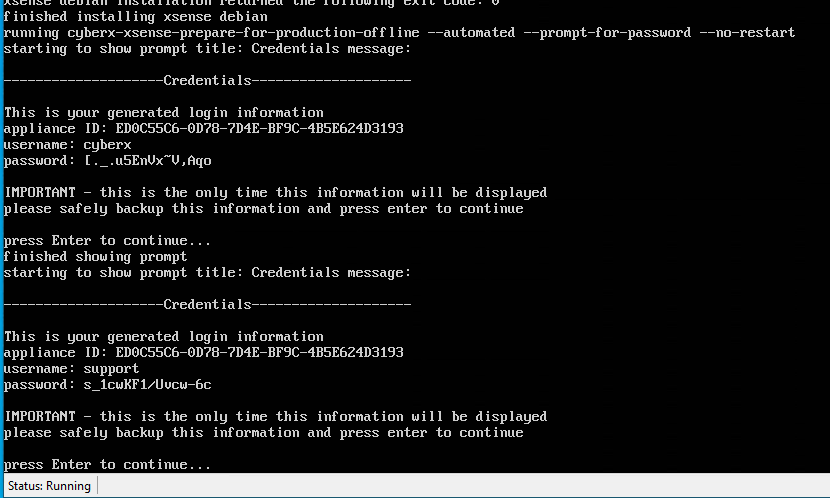 xsense debian installation returned the following exit code: 0
finished installing xsense debian
running cyberx-xsense-prepare-for-production-offline --automated --prompt-for-password --no-restart
starting to show prompt title: Credentials message:
--------------------Credentials--------------------
This is your generated login information
appliance ID: ED0C55C6-0D78-7D4E-BF9C-4B5E624D3193
username: cyberx
password: [._.u5EnVx~V,Aqo
IMPORTANT - this is the only time this information will be displayed
please safely backup this information and press enter to continue
press Enter to continue...
finished showing prompt
starting to show prompt title: Credentials message:
--------------------Credentials--------------------
This is your generated login information
appliance ID: ED0C55C6-0D78-7D4E-BF9C-4B5E624D3193
username: support
password: s_1cwKF1/Uvcw-6c
IMPORTANT - this is the only time this information will be displayed
please safely backup this information and press enter to continue
press Enter to continue...
Status: Running